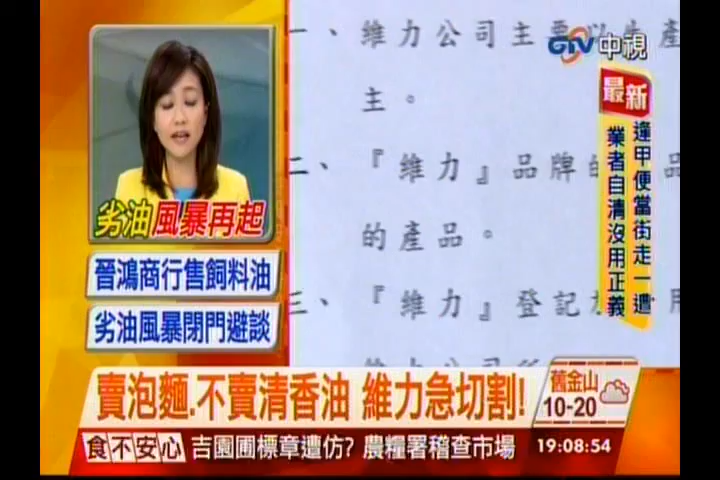 CTV中視
一、維力公司主要以生產
主。
二、『維力』品牌的 品
的產品。
三、『維力』登記
最新
逢甲便當街走一遭
業者自清沒用正義
劣油風暴再起
晉鴻商行售飼料油
劣油風暴閉門避談
賣泡麵.不賣清香油 維力急切割!
舊金山
10-20
食不安心
吉園圃標章遭仿? 農糧署稽查市場
19:08:54